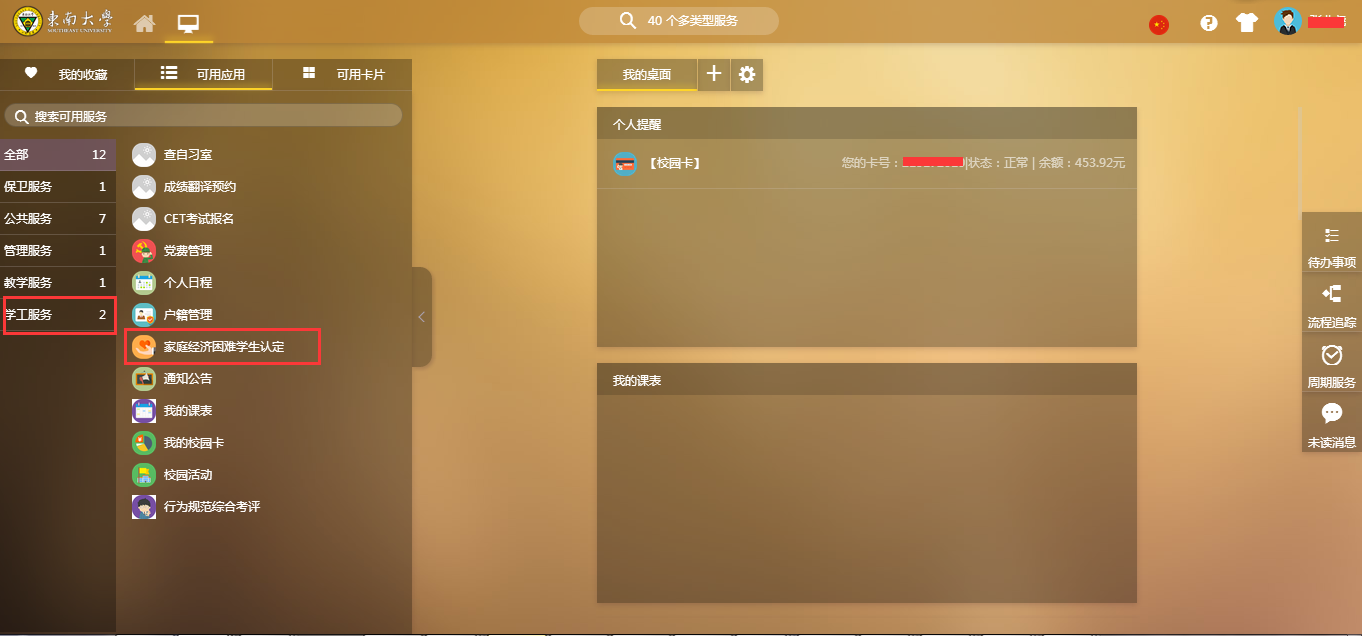 東南大學
SOUTHEAST UNIVERSITY
40 个多类型服务
我的收藏
可用应用
可用卡片
搜索可用服务
全部 12
保卫服务 1
公共服务 7
管理服务 1
教学服务 1
学工服务 2
查自习室
成绩翻译预约
CET考试报名
党费管理
个人日程
户籍管理
家庭经济困难学生认定
通知公告
我的课表
我的校园卡
校园活动
行为规范综合考评
我的桌面
个人提醒
【校园卡】 您的卡号： |状态：正常 | 余额：453.92元
我的课表
待办事项
流程追踪
周期服务
未读消息